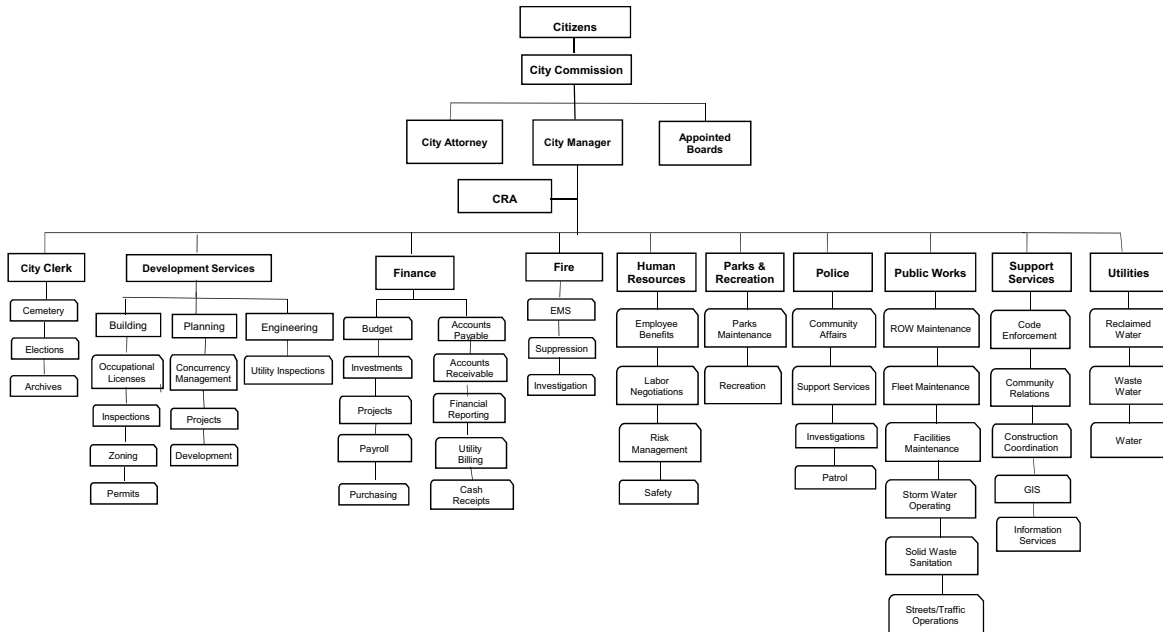 Citizens
City Commission
City Attorney
City Manager
Appointed
Boards
CRA
City Clerk
Development Services
Finance
Fire
Human
Resources
Parks &
Recreation
Police
Public Works
Support
Services
Utilities
Cemetery
Elections
Archives
Building
Planning
Engineering
Occupational
Licenses
Inspections
Zoning
Permits
Concurrency
Management
Projects
Development
Utility Inspections
Budget
Investments
Projects
Payroll
Purchasing
Accounts
Payable
Accounts
Receivable
Financial
Reporting
Utility
Billing
Cash
Receipts
EMS
Suppression
Investigation
Employee
Benefits
Labor
Negotiations
Risk
Management
Safety
Parks
Maintenance
Recreation
Community
Affairs
Support Services
Investigations
Patrol
ROW Maintenance
Fleet Maintenance
Facilities
Maintenance
Storm Water
Operating
Solid Waste
Sanitation
Streets/Traffic
Operations
Code
Enforcement
Community
Relations
Construction
Coordination
GIS
Information
Services
Reclaimed
Water
Waste
Water
Water